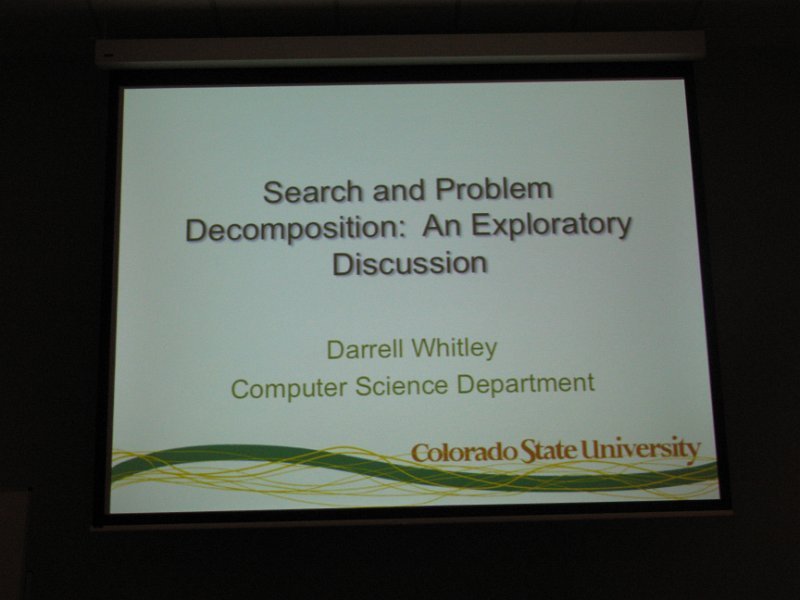 Search and Problem
Decomposition: An Exploratory
Discussion
Darrell Whitley
Computer Science Department
Colorado State University